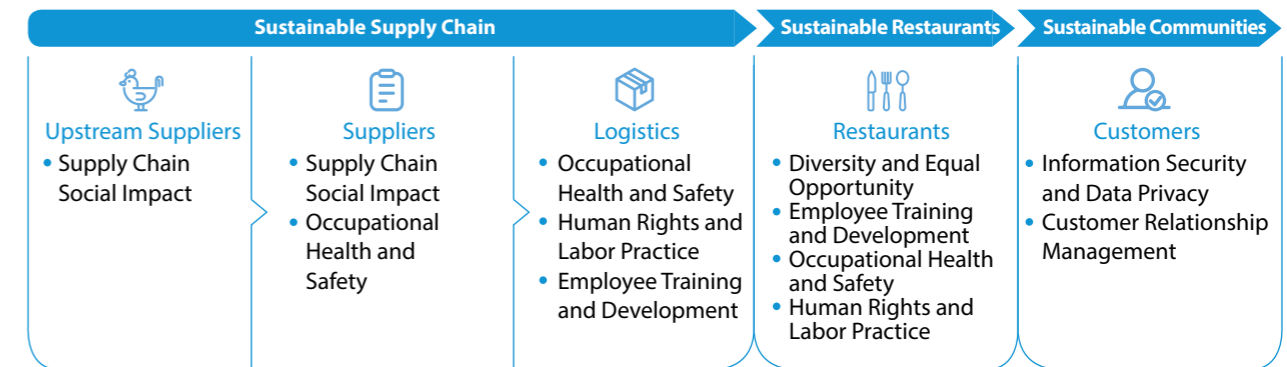 Sustainable Supply Chain
Sustainable Restaurants
Sustainable Communities
Upstream Suppliers
• Supply Chain
Social Impact
Suppliers
• Supply Chain
Social Impact
• Occupational
Health and
Safety
Logistics
• Occupational
Health and Safety
• Human Rights and
Labor Practice
• Employee Training
and Development
Restaurants
• Diversity and Equal
Opportunity
• Employee Training
and Development
• Occupational Health
and Safety
• Human Rights and
Labor Practice
Customers
• Information Security
and Data Privacy
• Customer Relationship
Management